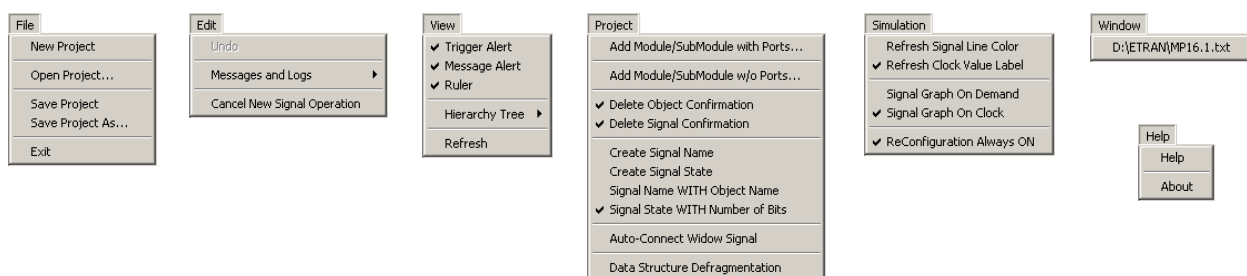 File
New Project
Open Project...
Save Project
Save Project As...
Exit
Edit
Undo
Messages and Logs
Cancel New Signal Operation
View
Trigger Alert
Message Alert
Ruler
Hierarchy Tree
Refresh
Project
Add Module/SubModule with Ports...
Add Module/SubModule w/o Ports...
Delete Object Confirmation
Delete Signal Confirmation
Create Signal Name
Create Signal State
Signal Name WITH Object Name
Signal State WITH Number of Bits
Auto-Connect Widow Signal
Data Structure Defragmentation
Simulation
Refresh Signal Line Color
Refresh Clock Value Label
Signal Graph On Demand
Signal Graph On Clock
ReConfiguration Always ON
Window
D:\ETRAN\MP16.1.txt
Help
Help
About